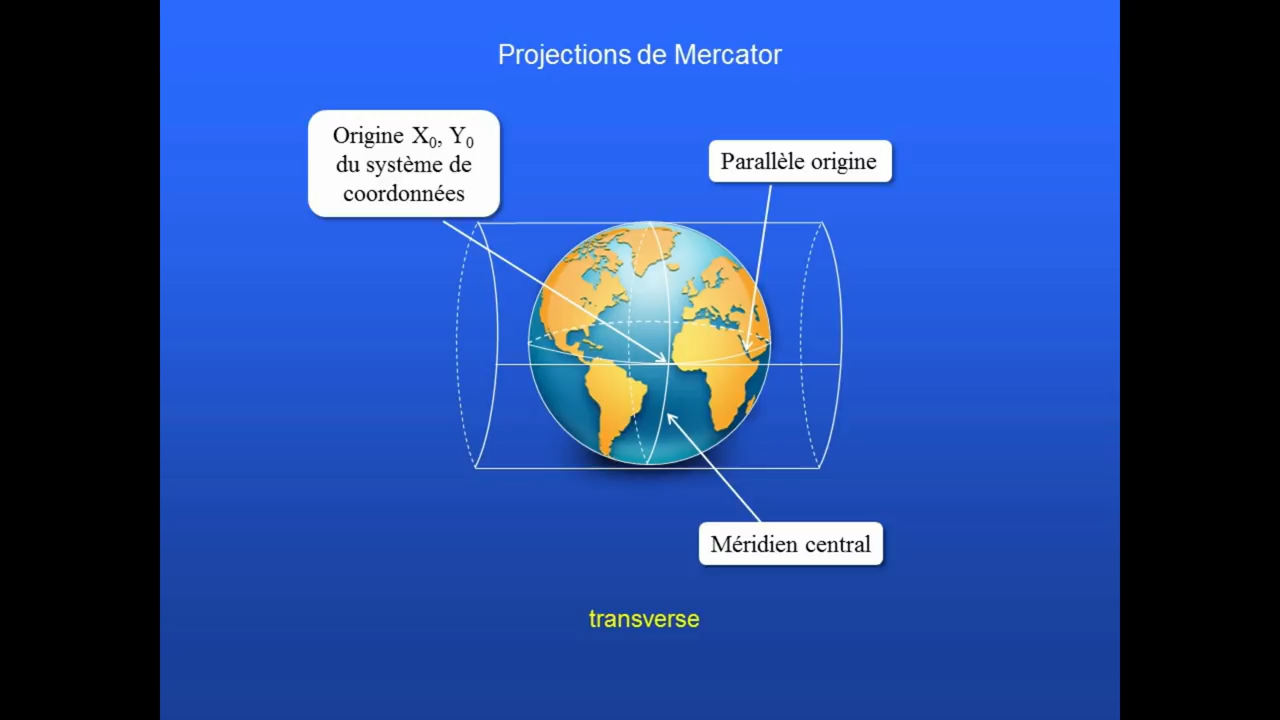 Projections de Mercator
Origine X₀, Y₀
du système de
coordonnées
Parallèle origine
Méridien central
transverse